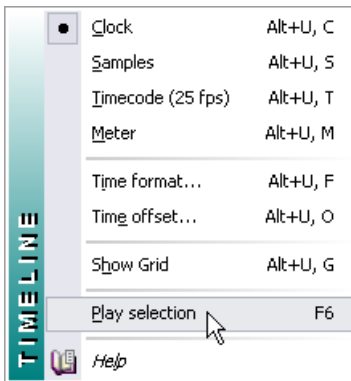 Clock Alt+U, C
Samples Alt+U, S
Timecode (25 fps) Alt+U, T
Meter Alt+U, M
Time format... Alt+U, F
Time offset... Alt+U, O
Show Grid Alt+U, G
Play selection F6
Help
TIMELINE